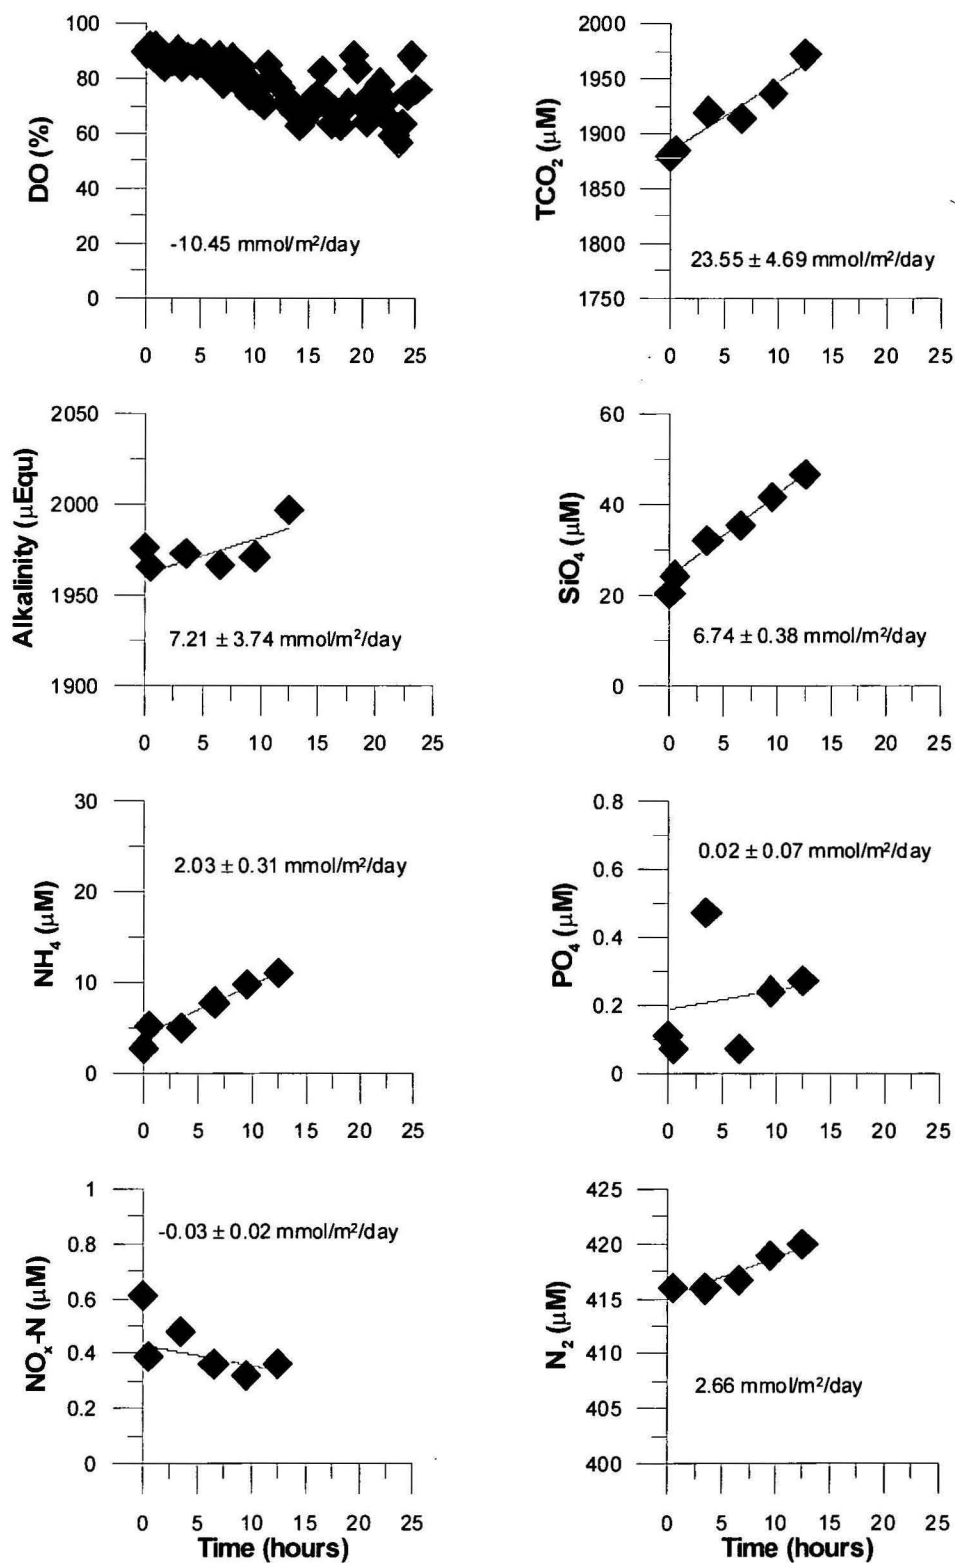 DO (%)
100
80
60
40
20
0
-10.45 mmol/m²/day
0 5 10 15 20 25
TCO₂ (µM)
2000
1950
1900
1850
1800
1750
23.55 ± 4.69 mmol/m²/day
0 5 10 15 20 25
Alkalinity (µEqu)
2050
2000
1950
1900
7.21 ± 3.74 mmol/m²/day
0 5 10 15 20 25
SiO₄ (µM)
60
40
20
0
6.74 ± 0.38 mmol/m²/day
0 5 10 15 20 25
NH₄ (µM)
30
20
10
0
2.03 ± 0.31 mmol/m²/day
0 5 10 15 20 25
PO₄ (µM)
0.8
0.6
0.4
0.2
0
0.02 ± 0.07 mmol/m²/day
0 5 10 15 20 25
NOₓ-N (µM)
1
0.8
0.6
0.4
0.2
0
-0.03 ± 0.02 mmol/m²/day
0 5 10 15 20 25
Time (hours)
N₂ (µM)
425
420
415
410
405
400
2.66 mmol/m²/day
0 5 10 15 20 25
Time (hours)